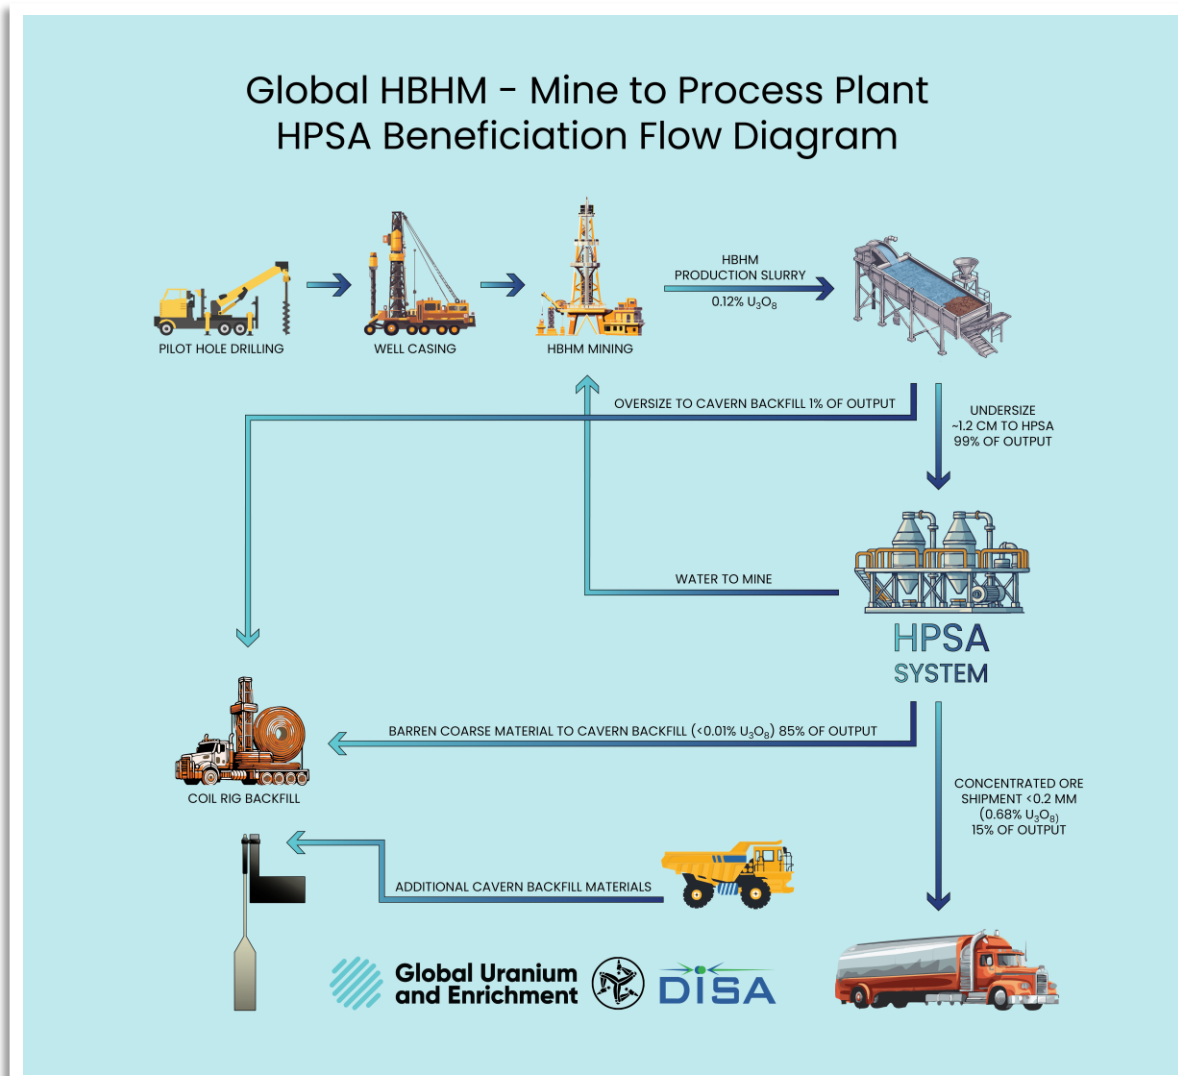 Global HBHM - Mine to Process Plant
HPSA Beneficiation Flow Diagram
PILOT HOLE DRILLING
WELL CASING
HBHM MINING
HBHM
PRODUCTION SLURRY
0.12% U₃O₈
OVERSIZE TO CAVERN BACKFILL 1% OF OUTPUT
UNDERSIZE
~1.2 CM TO HPSA
99% OF OUTPUT
WATER TO MINE
HPSA
SYSTEM
BARREN COARSE MATERIAL TO CAVERN BACKFILL (<0.01% U₃O₈) 85% OF OUTPUT
COIL RIG BACKFILL
CONCENTRATED ORE
SHIPMENT <0.2 MM
(0.68% U₃O₈)
15% OF OUTPUT
ADDITIONAL CAVERN BACKFILL MATERIALS
Global Uranium
and Enrichment
DISA